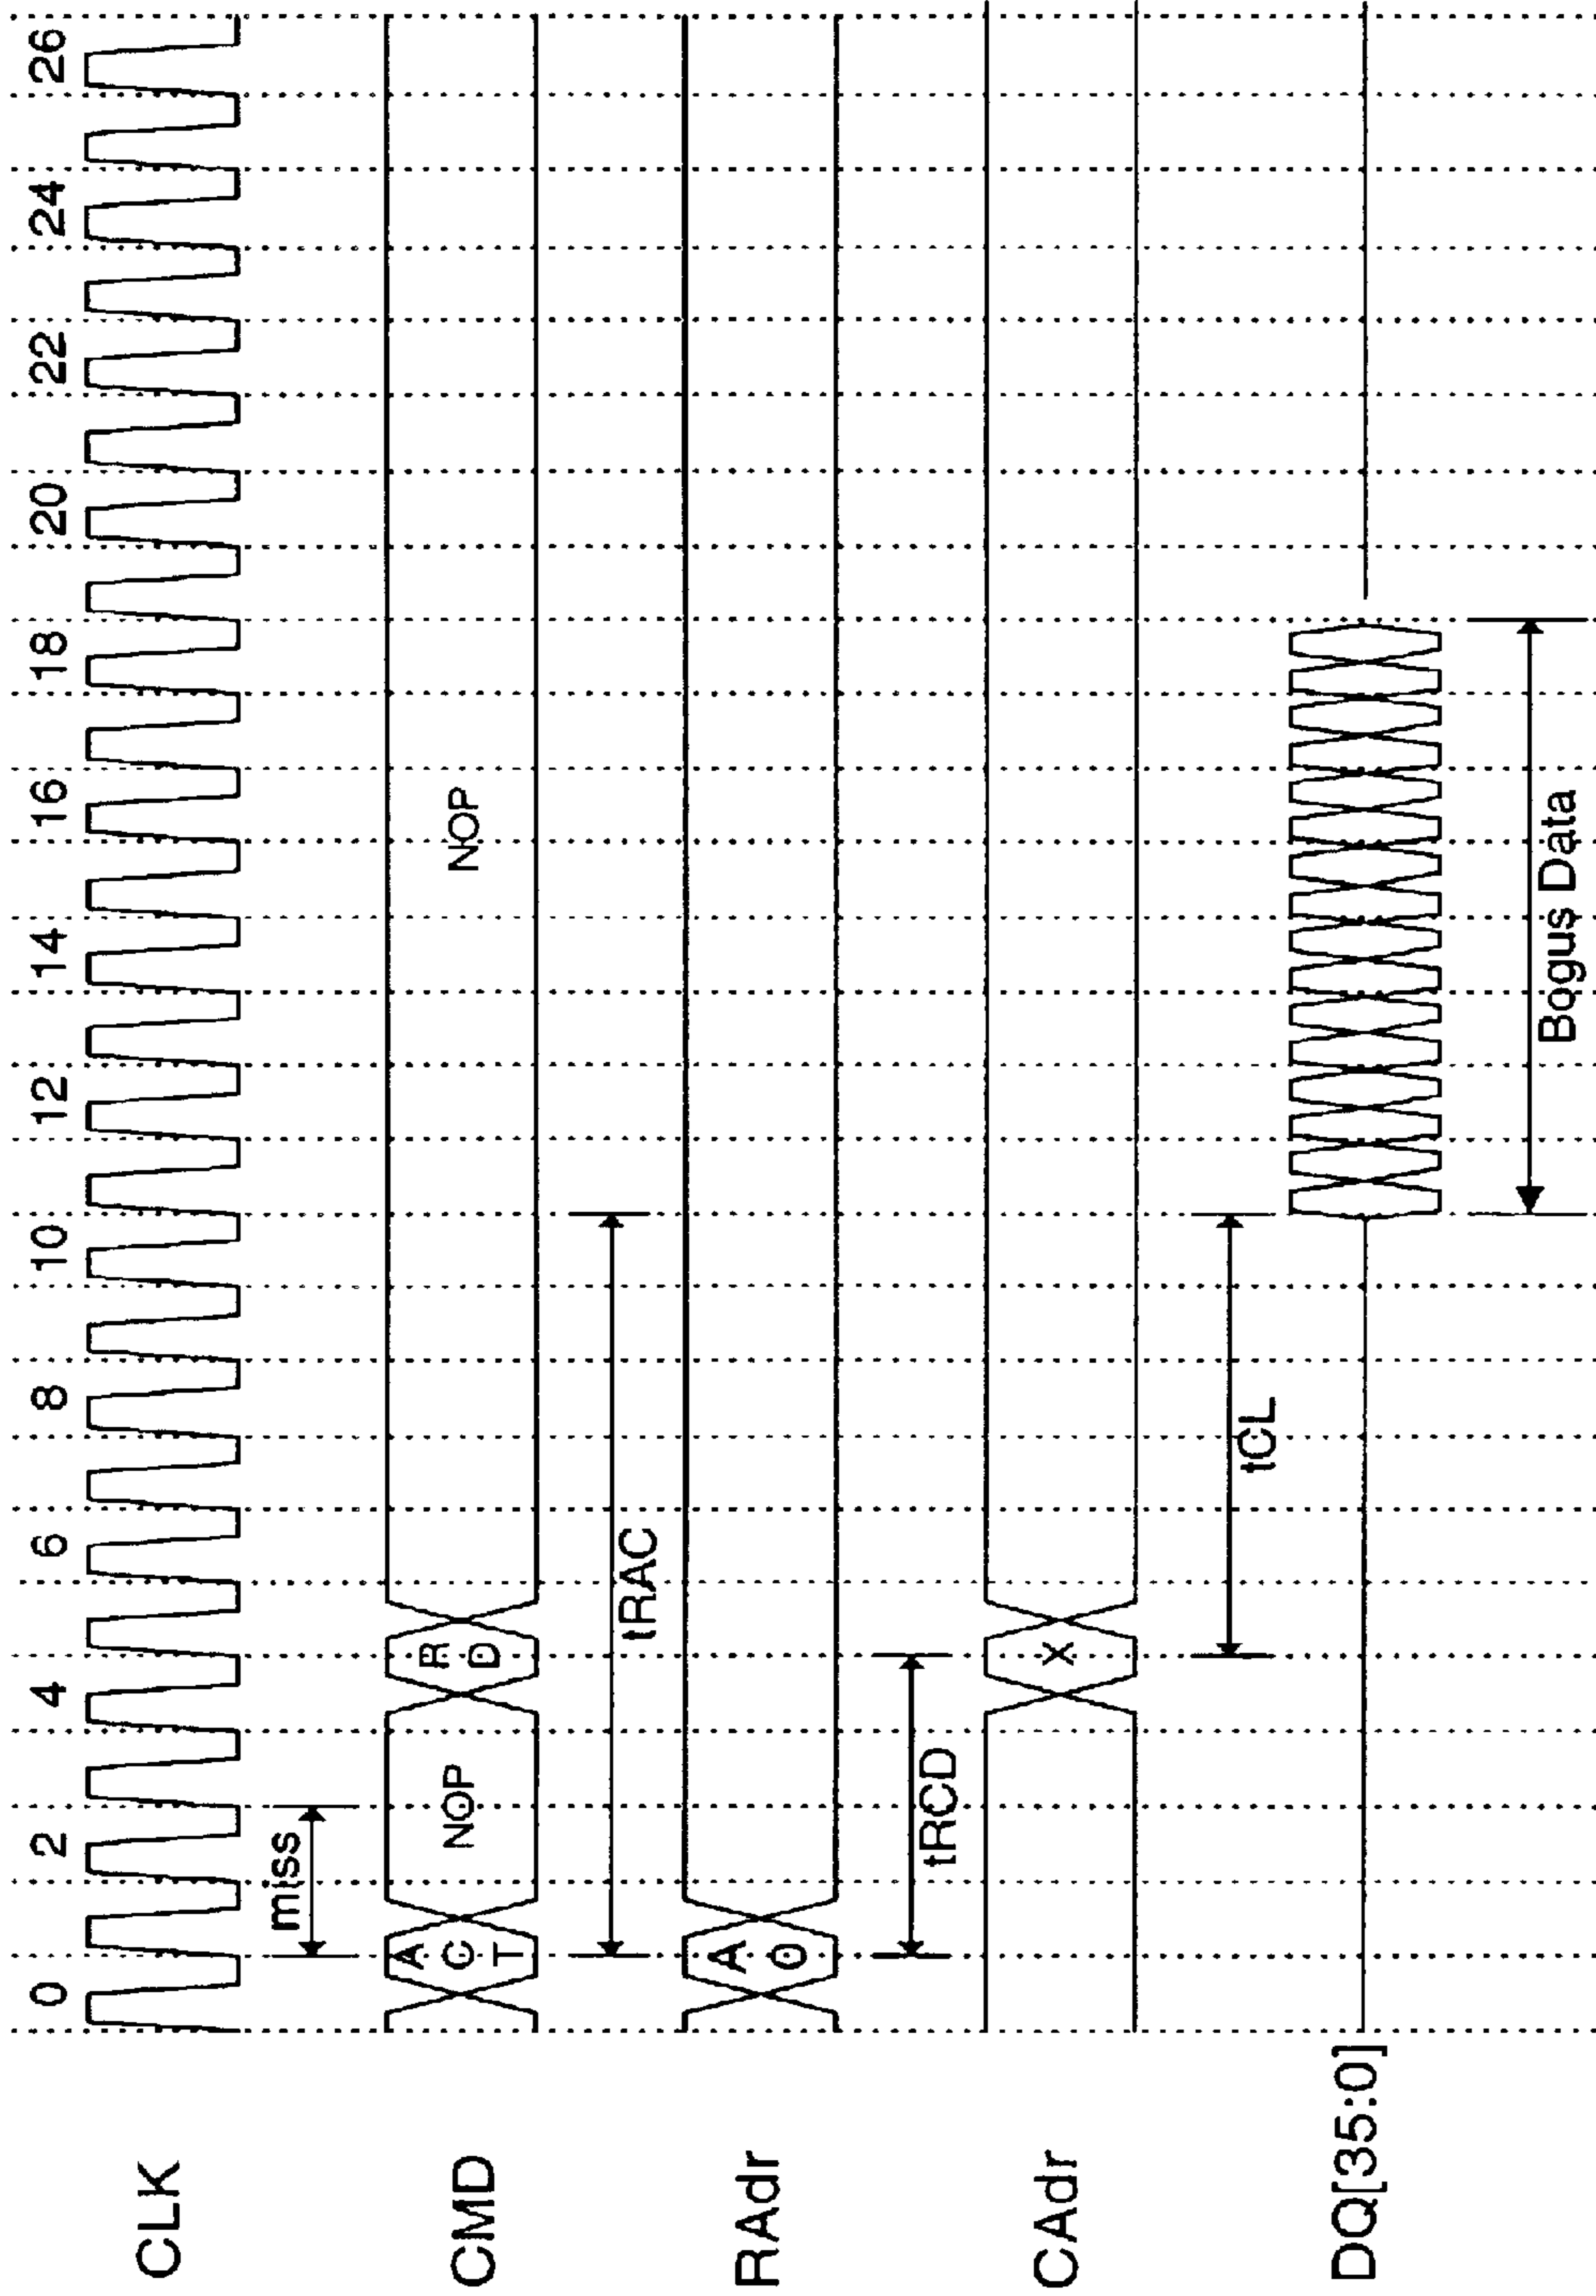 0 2 4 6 8 10 12 14 16 18 20 22 24 26
CLK
miss
CMD
ACT
NOP
RD
NOP
tRAC
RAdr
A0
tRCD
CAdr
X
tCL
DQ[35:0]
Bogus Data